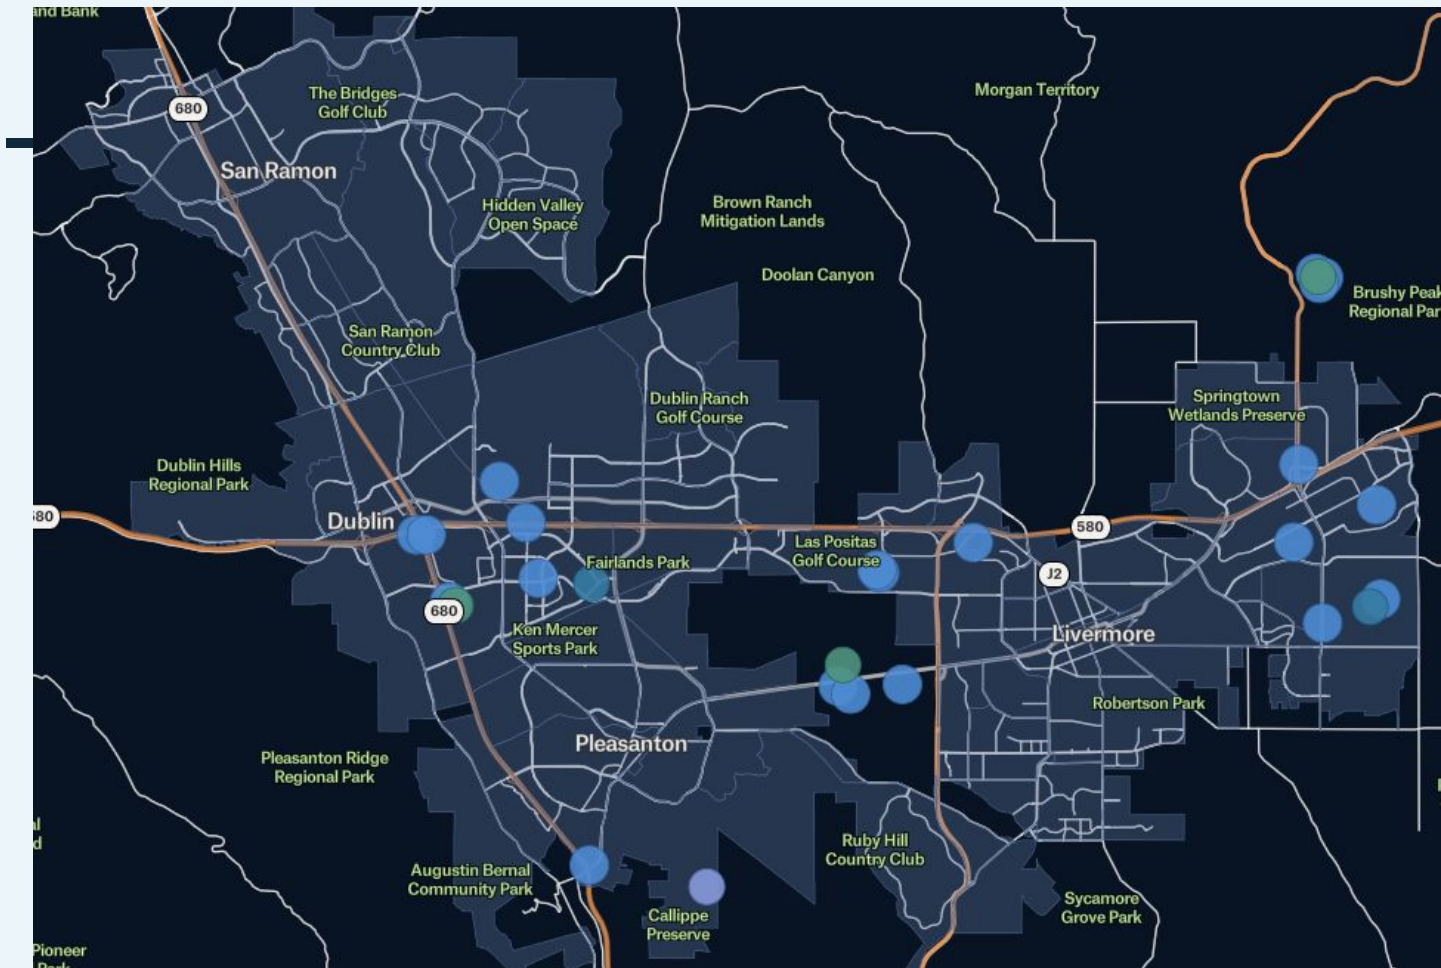 and Bank
The Bridges
Golf Club
Morgan Territory
680
San Ramon
Hidden Valley
Open Space
Brown Ranch
Mitigation Lands
Doolan Canyon
Brushy Peak
Regional Par
San Ramon
Country Club
Dublin Ranch
Golf Course
Springtown
Wetlands Preserve
Dublin Hills
Regional Park
580
Dublin
580
Las Positas
Golf Course
Fairlands Park
J2
680
Ken Mercer
Sports Park
Livermore
Robertson Park
Pleasanton
Pleasanton Ridge
Regional Park
al
d
Ruby Hill
Country Club
Augustin Bernal
Community Park
Callippe
Preserve
Sycamore
Grove Park
Pioneer
Park